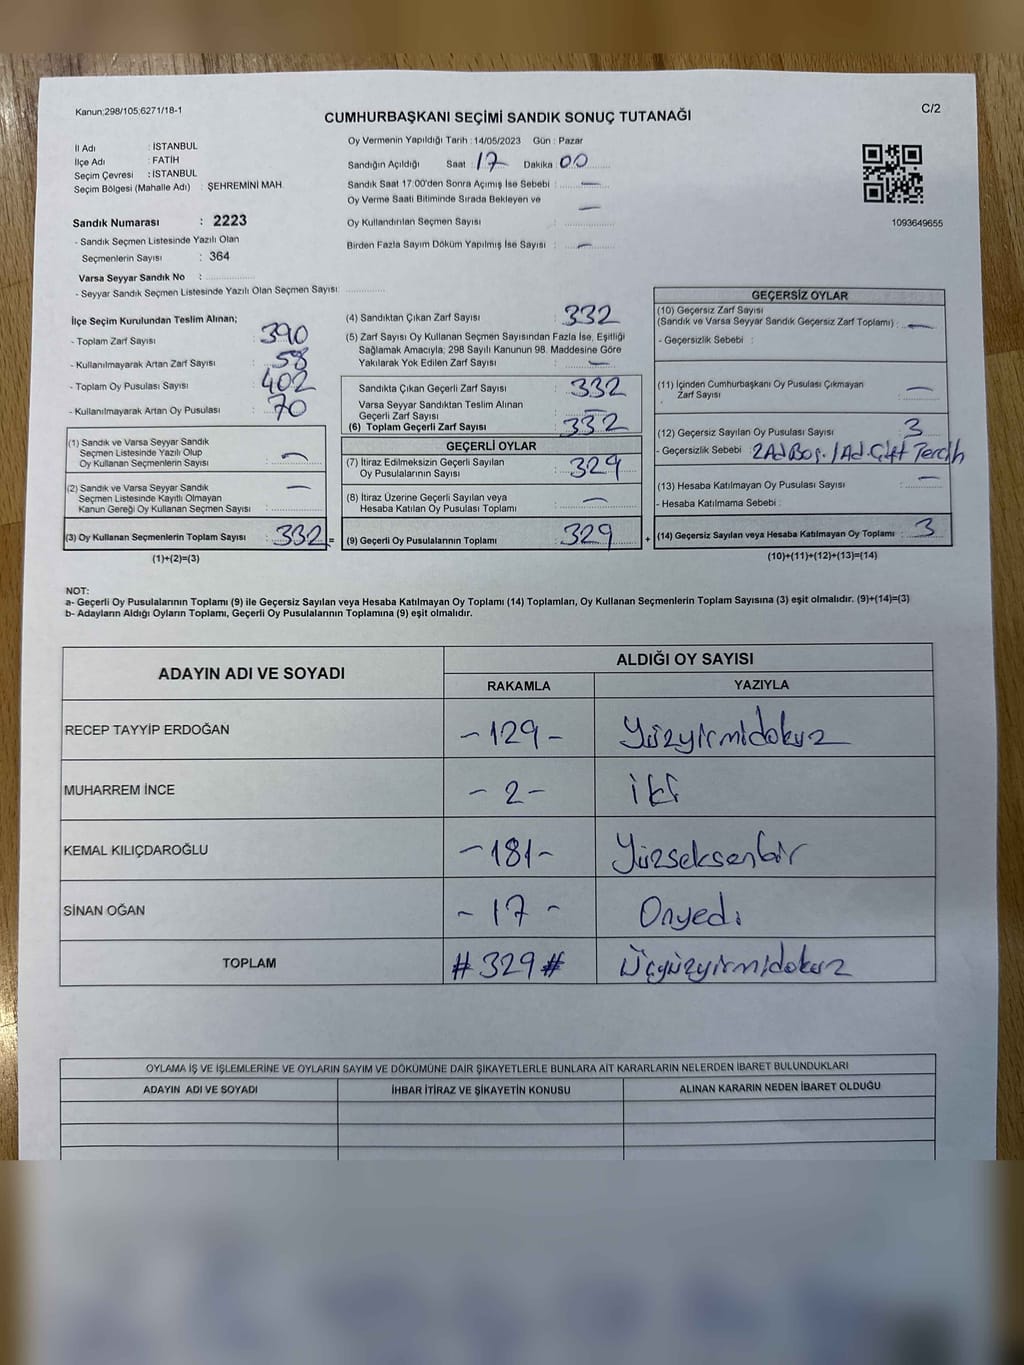 Kanun;298/105;6271/18-1
C/2
CUMHURBAŞKANI SEÇİMİ SANDIK SONUÇ TUTANAĞI
İl Adı : İSTANBUL
İlçe Adı : FATİH
Seçim Çevresi : İSTANBUL
Seçim Bölgesi (Mahalle Adı) : ŞEHREMİNİ MAH.
Oy Vermenin Yapıldığı Tarih : 14/05/2023 Gün : Pazar
Sandığın Açıldığı Saat : 17 Dakika : 00
Sandık Saat 17:00'den Sonra Açımış İse Sebebi : —
Oy Verme Saati Bitiminde Sırada Bekleyen ve
Oy Kullandırılan Seçmen Sayısı : —
Birden Fazla Sayım Döküm Yapılmış İse Sayısı : —
1093649655
Sandık Numarası : 2223
- Sandık Seçmen Listesinde Yazılı Olan
Seçmenlerin Sayısı : 364
Varsa Seyyar Sandık No :
- Seyyar Sandık Seçmen Listesinde Yazılı Olan Seçmen Sayısı:
İlçe Seçim Kurulundan Teslim Alınan;
- Toplam Zarf Sayısı : 390
- Kullanılmayarak Artan Zarf Sayısı : 58
- Toplam Oy Pusulası Sayısı : 402
- Kullanılmayarak Artan Oy Pusulası : 70
(1) Sandık ve Varsa Seyyar Sandık
Seçmen Listesinde Yazılı Olup
Oy Kullanan Seçmenlerin Sayısı : —
(2) Sandık ve Varsa Seyyar Sandık
Seçmen Listesinde Kayıtlı Olmayan
Kanun Gereği Oy Kullanan Seçmen Sayısı : —
(3) Oy Kullanan Seçmenlerin Toplam Sayısı : 332 =
(1)+(2)=(3)
(4) Sandıktan Çıkan Zarf Sayısı : 332
(5) Zarf Sayısı Oy Kullanan Seçmen Sayısından Fazla İse, Eşitliği
Sağlamak Amacıyla; 298 Sayılı Kanunun 98. Maddesine Göre
Yakılarak Yok Edilen Zarf Sayısı : —
Sandıkta Çıkan Geçerli Zarf Sayısı : 332
Varsa Seyyar Sandıktan Teslim Alınan
Geçerli Zarf Sayısı : —
(6) Toplam Geçerli Zarf Sayısı : 332
GEÇERLİ OYLAR
(7) İtiraz Edilmeksizin Geçerli Sayılan
Oy Pusulalarının Sayısı : 329
(8) İtiraz Üzerine Geçerli Sayılan veya
Hesaba Katılan Oy Pusulası Toplamı : —
(9) Geçerli Oy Pusulalarının Toplamı : 329 +
GEÇERSİZ OYLAR
(10) Geçersiz Zarf Sayısı
(Sandık ve Varsa Seyyar Sandık Geçersiz Zarf Toplamı) : —
- Geçersizlik Sebebi :
(11) İçinden Cumhurbaşkanı Oy Pusulası Çıkmayan
Zarf Sayısı : —
(12) Geçersiz Sayılan Oy Pusulası Sayısı : 3
- Geçersizlik Sebebi : 2Ad Boş. 1Ad. Çift Tercih
(13) Hesaba Katılmayan Oy Pusulası Sayısı : —
- Hesaba Katılmama Sebebi :
(14) Geçersiz Sayılan veya Hesaba Katılmayan Oy Toplamı : 3
(10)+(11)+(12)+(13)=(14)
NOT:
a- Geçerli Oy Pusulalarının Toplamı (9) ile Geçersiz Sayılan veya Hesaba Katılmayan Oy Toplamı (14) Toplamları, Oy Kullanan Seçmenlerin Toplam Sayısına (3) eşit olmalıdır. (9)+(14)=(3)
b- Adayların Aldığı Oyların Toplamı, Geçerli Oy Pusulalarının Toplamına (9) eşit olmalıdır.
ADAYIN ADI VE SOYADI
ALDIĞI OY SAYISI
RAKAMLA YAZIYLA
RECEP TAYYİP ERDOĞAN -129- Yüzyirmidokuz
MUHARREM İNCE -2- iki
KEMAL KILIÇDAROĞLU -181- Yüzseksenbir
SİNAN OĞAN -17- Onyedi
TOPLAM #329# Üçyüzyirmidokuz
OYLAMA İŞ VE İŞLEMLERİNE VE OYLARIN SAYIM VE DÖKÜMÜNE DAİR ŞİKAYETLERLE BUNLARA AİT KARARLARIN NELERDEN İBARET BULUNDUKLARI
ADAYIN ADI VE SOYADI İHBAR İTİRAZ VE ŞİKAYETİN KONUSU ALINAN KARARIN NEDEN İBARET OLDUĞU